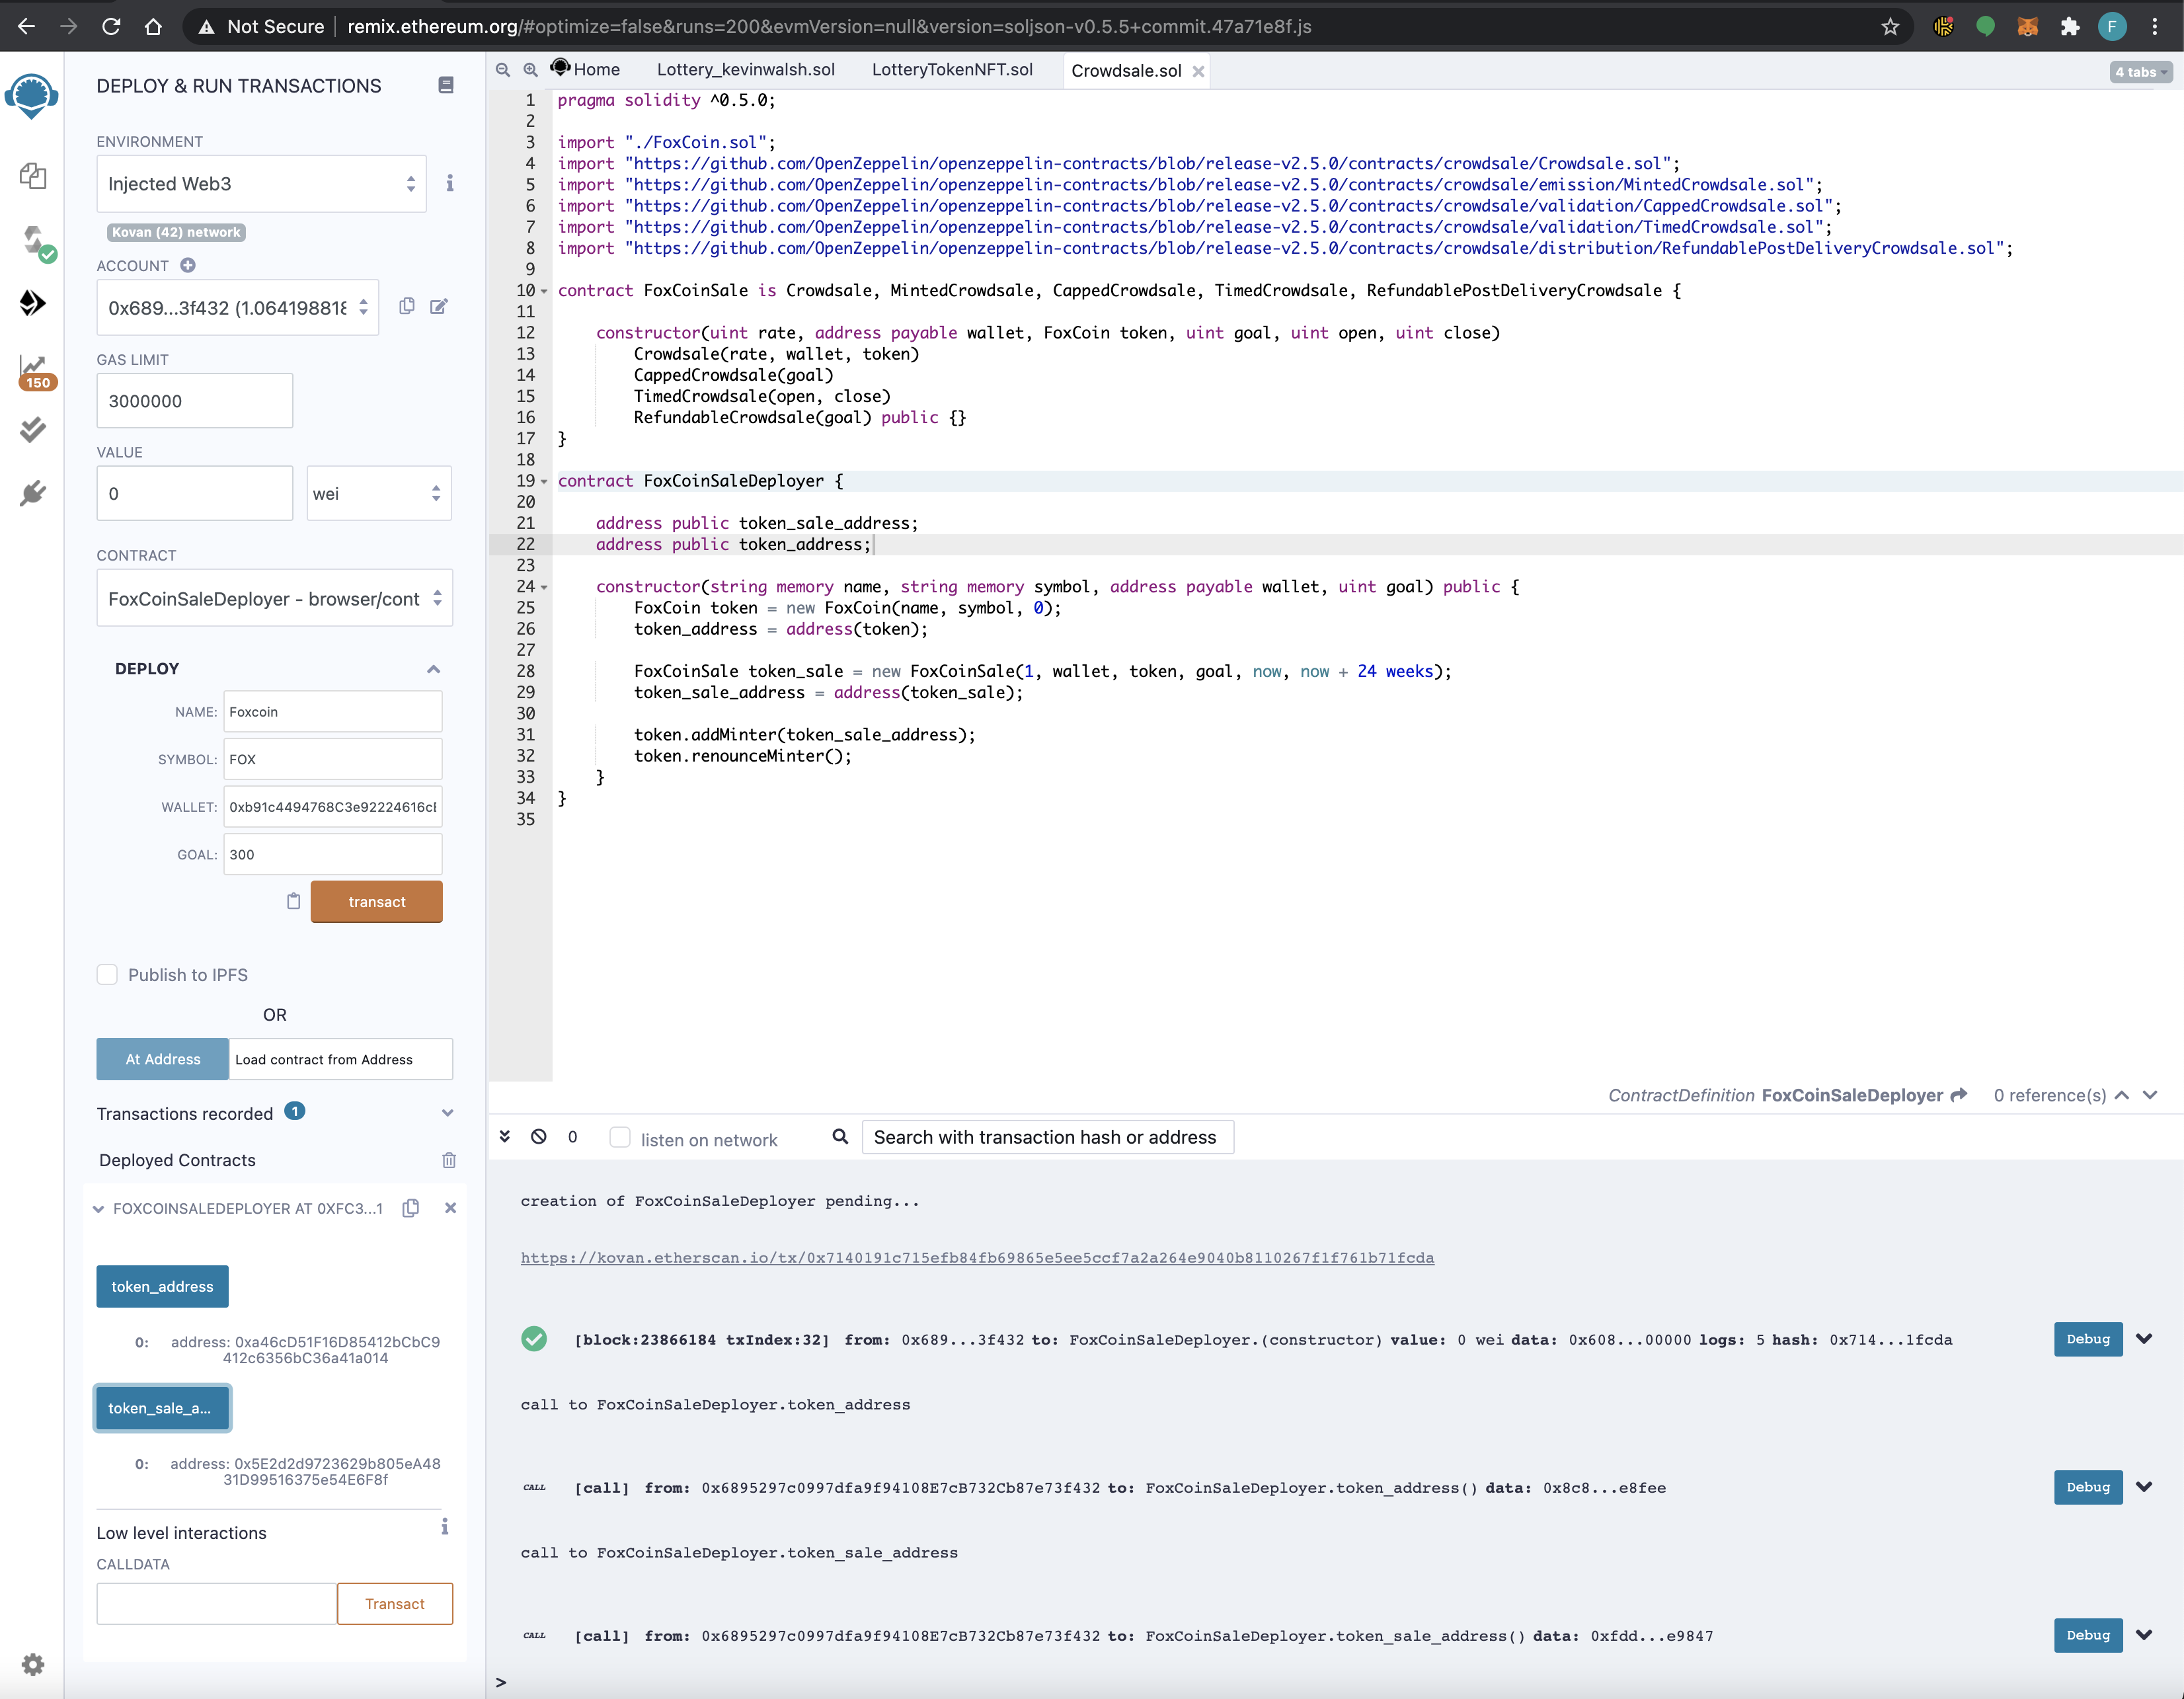 Not Secure | remix.ethereum.org/#optimize=false&runs=200&evmVersion=null&version=soljson-v0.5.5+commit.47a71e8f.js
F
DEPLOY & RUN TRANSACTIONS
ENVIRONMENT
Injected Web3
i
Kovan (42) network
ACCOUNT
0x689...3f432 (1.06419881
GAS LIMIT
3000000
VALUE
0
wei
CONTRACT
FoxCoinSaleDeployer - browser/cont
DEPLOY
NAME: Foxcoin
SYMBOL: FOX
WALLET: 0xb91c4494768C3e92224616c
GOAL: 300
transact
Publish to IPFS
OR
At Address Load contract from Address
Transactions recorded 1
Deployed Contracts
FOXCOINSALEDEPLOYER AT 0XFC3...1
token_address
0: address: 0xa46cD51F16D85412bCbC9
412c6356bC36a41a014
token_sale_a...
0: address: 0x5E2d2d9723629b805eA48
31D99516375e54E6F8f
Low level interactions
i
CALLDATA
Transact
150
Home Lottery_kevinwalsh.sol LotteryTokenNFT.sol Crowdsale.sol
4 tabs
1 pragma solidity ^0.5.0;
2
3 import "./FoxCoin.sol";
4 import "https://github.com/OpenZeppelin/openzeppelin-contracts/blob/release-v2.5.0/contracts/crowdsale/Crowdsale.sol";
5 import "https://github.com/OpenZeppelin/openzeppelin-contracts/blob/release-v2.5.0/contracts/crowdsale/emission/MintedCrowdsale.sol";
6 import "https://github.com/OpenZeppelin/openzeppelin-contracts/blob/release-v2.5.0/contracts/crowdsale/validation/CappedCrowdsale.sol";
7 import "https://github.com/OpenZeppelin/openzeppelin-contracts/blob/release-v2.5.0/contracts/crowdsale/validation/TimedCrowdsale.sol";
8 import "https://github.com/OpenZeppelin/openzeppelin-contracts/blob/release-v2.5.0/contracts/crowdsale/distribution/RefundablePostDeliveryCrowdsale.sol";
9
10 contract FoxCoinSale is Crowdsale, MintedCrowdsale, CappedCrowdsale, TimedCrowdsale, RefundablePostDeliveryCrowdsale {
11
12 constructor(uint rate, address payable wallet, FoxCoin token, uint goal, uint open, uint close)
13 Crowdsale(rate, wallet, token)
14 CappedCrowdsale(goal)
15 TimedCrowdsale(open, close)
16 RefundableCrowdsale(goal) public {}
17 }
18
19 contract FoxCoinSaleDeployer {
20
21 address public token_sale_address;
22 address public token_address;
23
24 constructor(string memory name, string memory symbol, address payable wallet, uint goal) public {
25 FoxCoin token = new FoxCoin(name, symbol, 0);
26 token_address = address(token);
27
28 FoxCoinSale token_sale = new FoxCoinSale(1, wallet, token, goal, now, now + 24 weeks);
29 token_sale_address = address(token_sale);
30
31 token.addMinter(token_sale_address);
32 token.renounceMinter();
33 }
34 }
35
ContractDefinition FoxCoinSaleDeployer 0 reference(s)
0 listen on network Search with transaction hash or address
creation of FoxCoinSaleDeployer pending...
https://kovan.etherscan.io/tx/0x7140191c715efb84fb69865e5ee5ccf7a2a264e9040b8110267f1f761b71fcda
[block:23866184 txIndex:32] from: 0x689...3f432 to: FoxCoinSaleDeployer.(constructor) value: 0 wei data: 0x608...00000 logs: 5 hash: 0x714...1fcda Debug
call to FoxCoinSaleDeployer.token_address
CALL [call] from: 0x6895297c0997dfa9f94108E7cB732Cb87e73f432 to: FoxCoinSaleDeployer.token_address() data: 0x8c8...e8fee Debug
call to FoxCoinSaleDeployer.token_sale_address
CALL [call] from: 0x6895297c0997dfa9f94108E7cB732Cb87e73f432 to: FoxCoinSaleDeployer.token_sale_address() data: 0xfdd...e9847 Debug
>